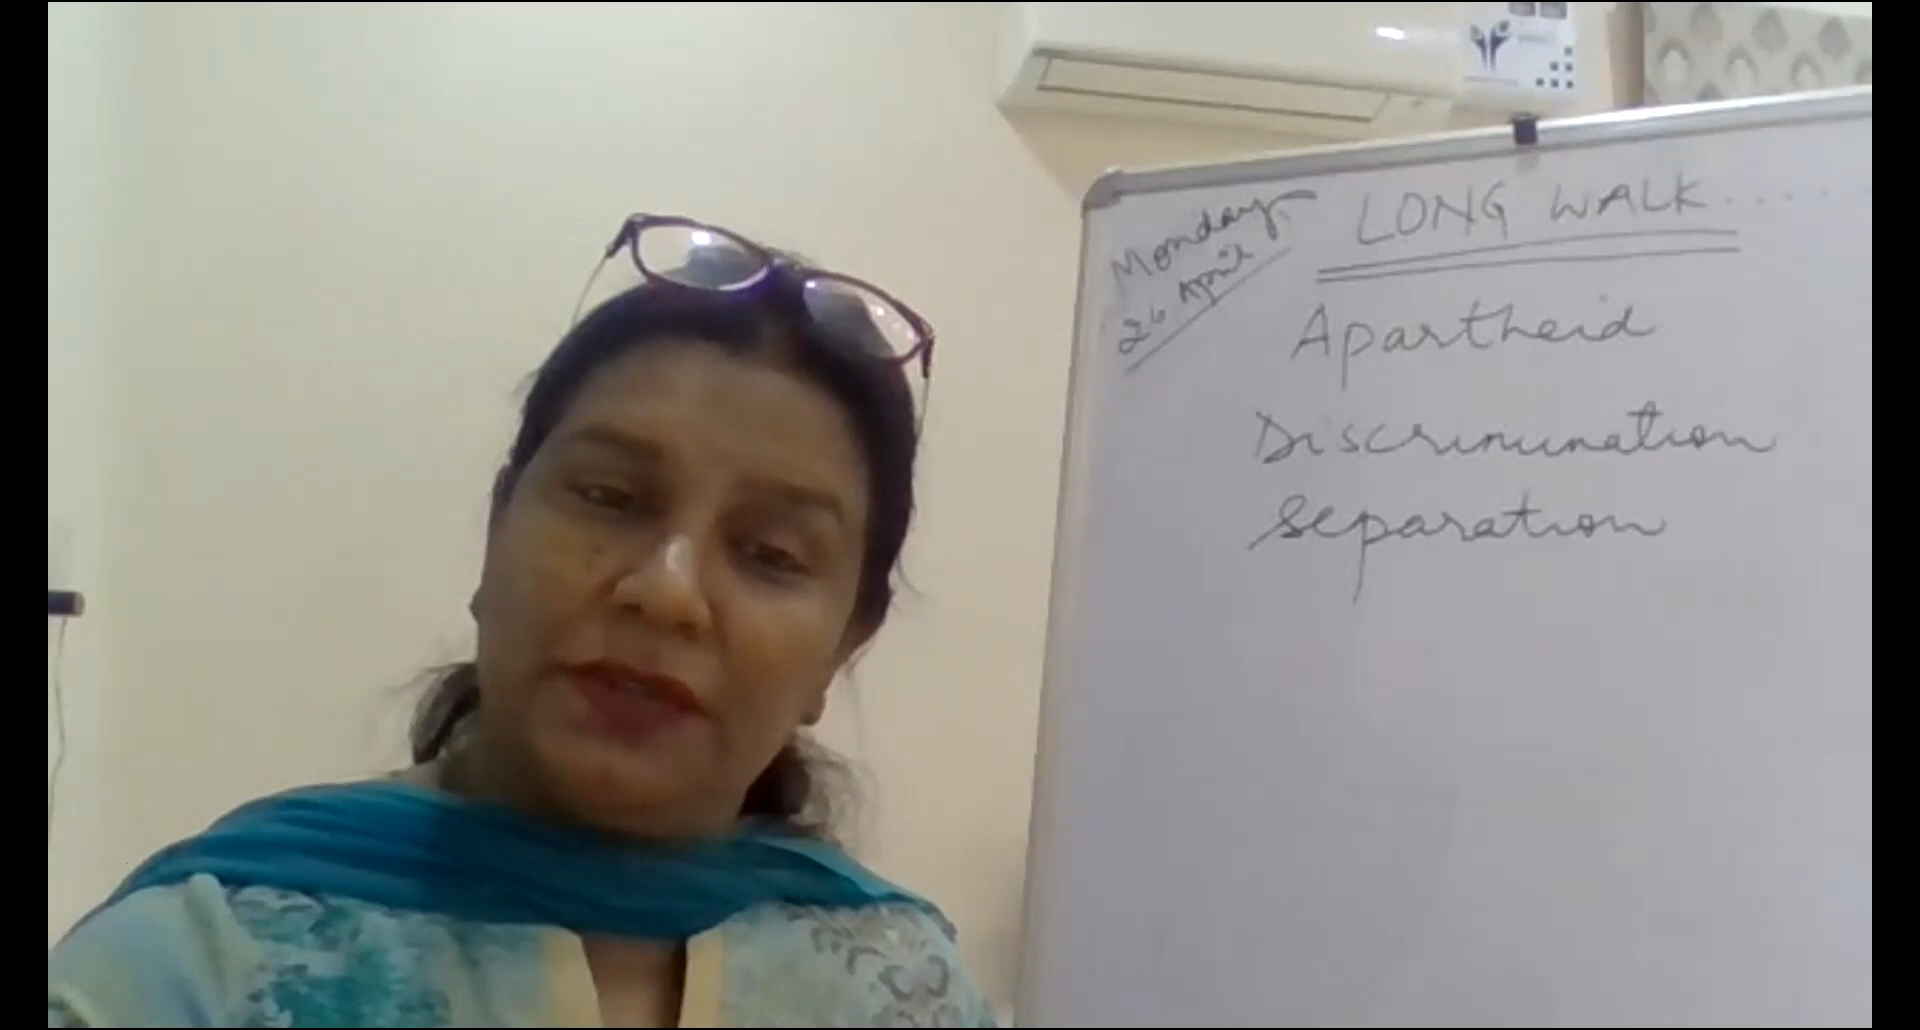 Monday
26 April
LONG WALK......
Apartheid
Discrimination
Separation